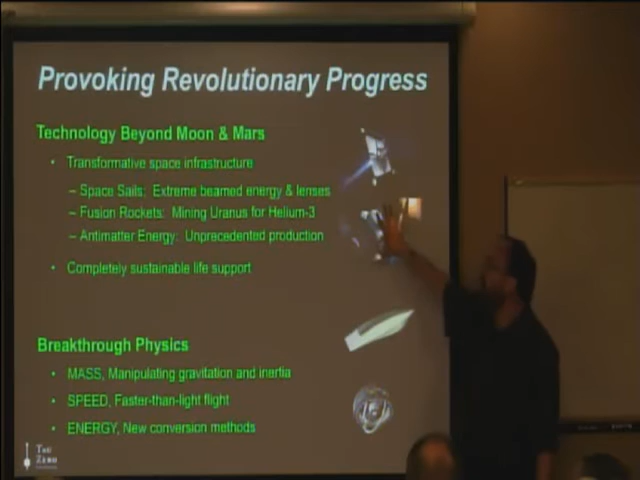 Provoking Revolutionary Progress
Technology Beyond Moon & Mars
• Transformative space infrastructure
– Space Sails: Extreme beamed energy & lenses
– Fusion Rockets: Mining Uranus for Helium-3
– Antimatter Energy: Unprecedented production
• Completely sustainable life support
Breakthrough Physics
• MASS, Manipulating gravitation and inertia
• SPEED, Faster-than-light flight
• ENERGY, New conversion methods
Tau
Zero